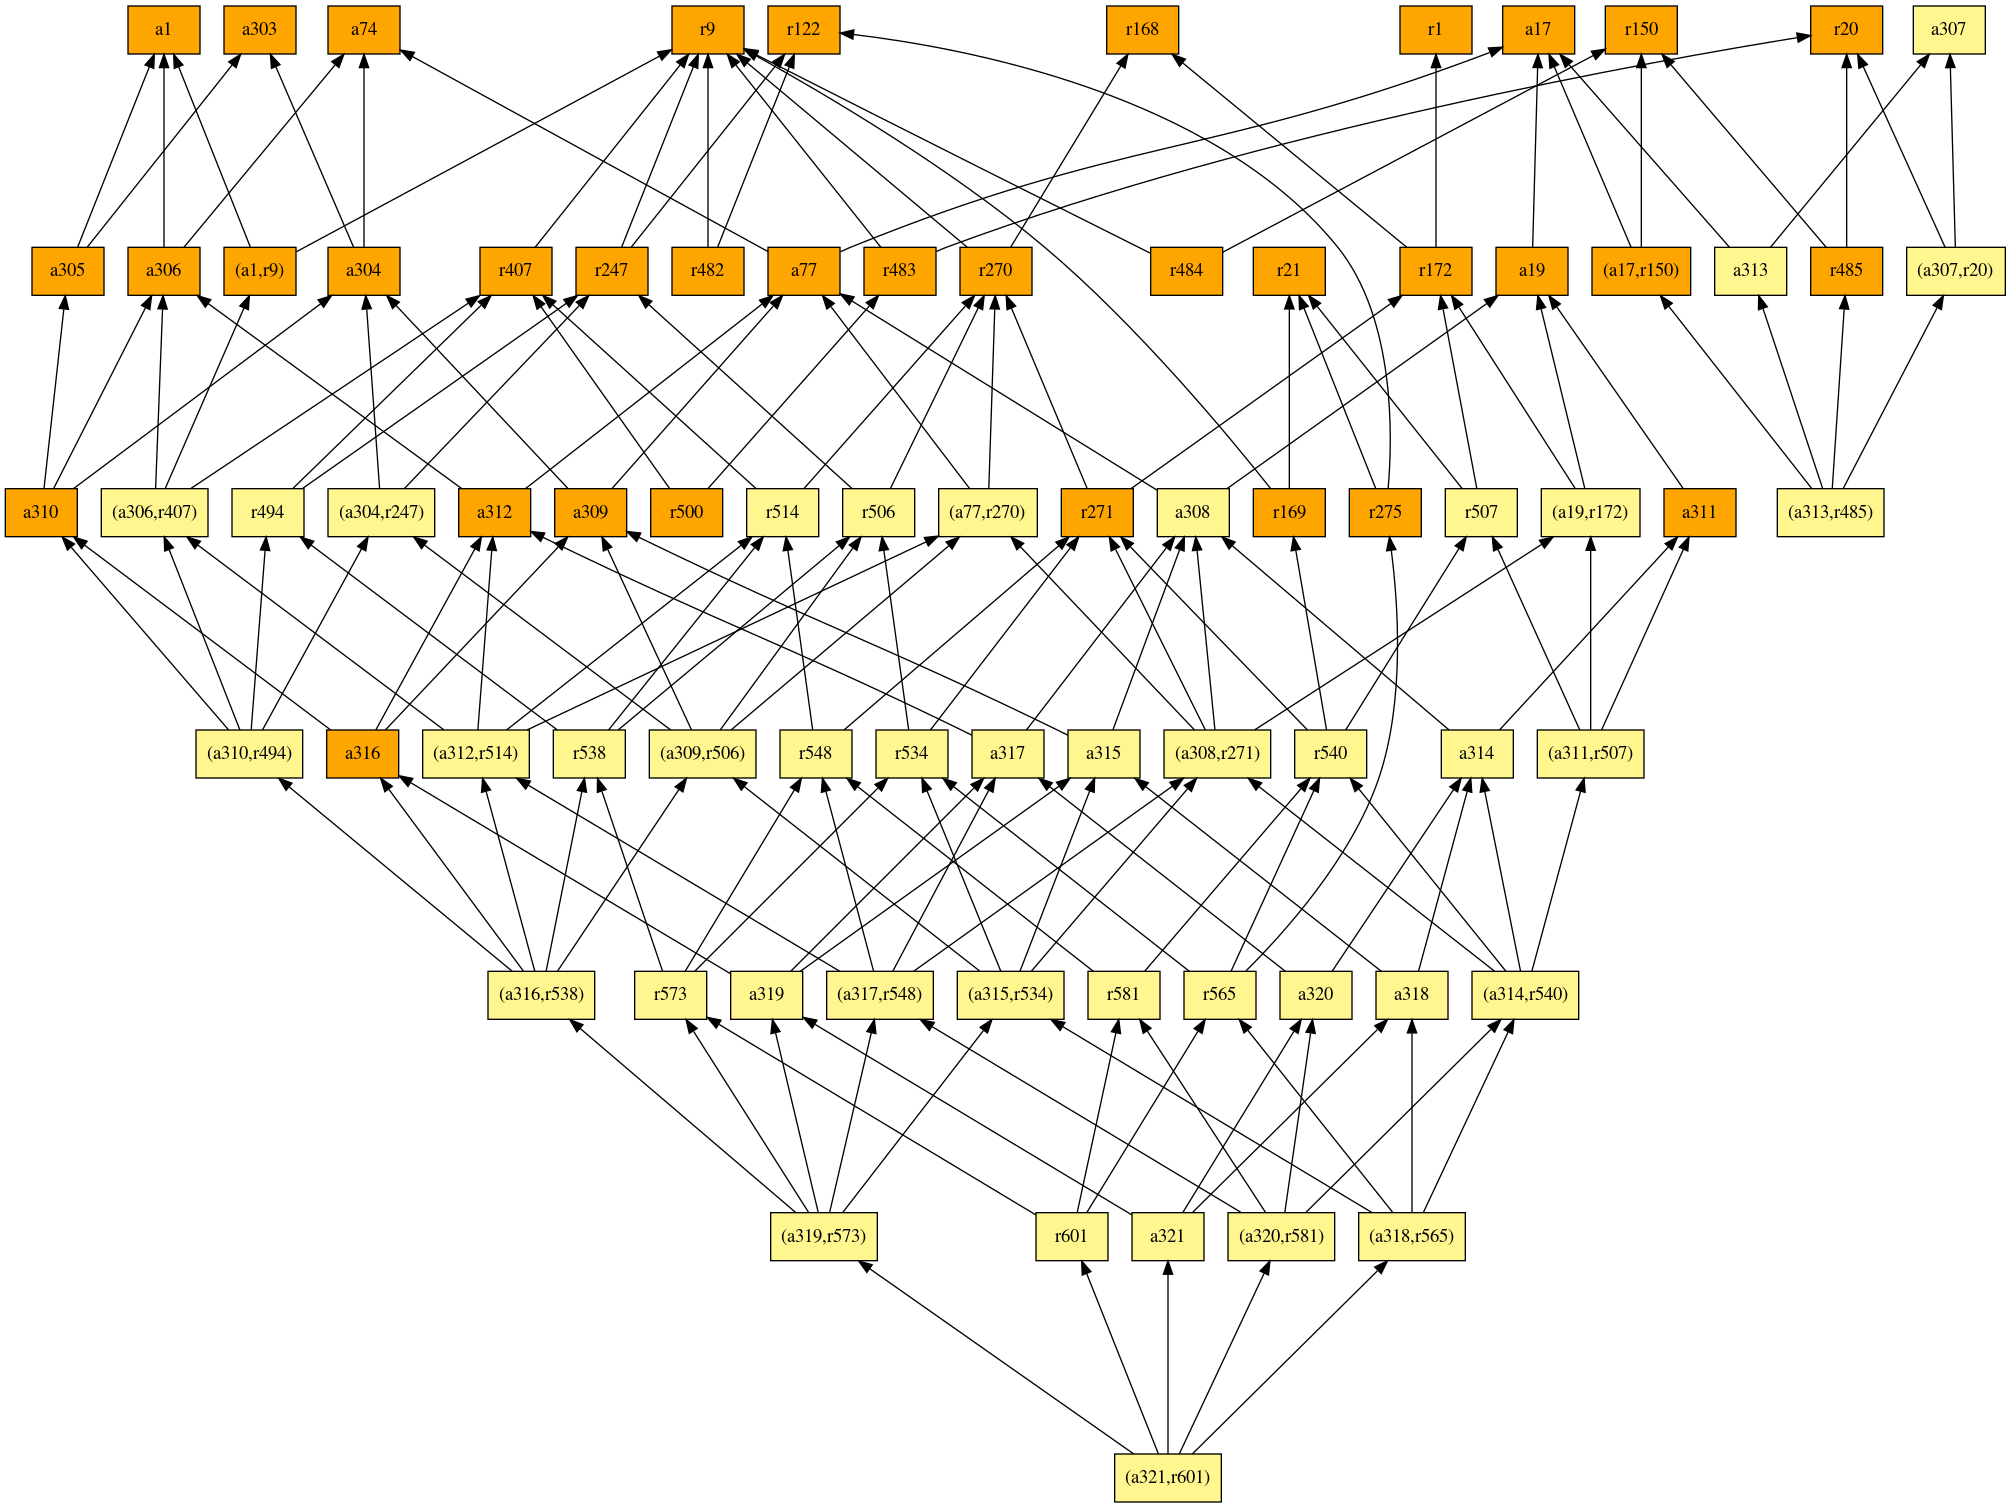 a1 a303 a74 r9 r122 r168 r1 a17 r150 r20 a307
a305 a306 (a1,r9) a304 r407 r247 r482 a77 r483 r270 r484 r21 r172 a19 (a17,r150) a313 r485 (a307,r20)
a310 (a306,r407) r494 (a304,r247) a312 a309 r500 r514 r506 (a77,r270) r271 a308 r169 r275 r507 (a19,r172) a311 (a313,r485)
(a310,r494) a316 (a312,r514) r538 (a309,r506) r548 r534 a317 a315 (a308,r271) r540 a314 (a311,r507)
(a316,r538) r573 a319 (a317,r548) (a315,r534) r581 r565 a320 a318 (a314,r540)
(a319,r573) r601 a321 (a320,r581) (a318,r565)
(a321,r601)